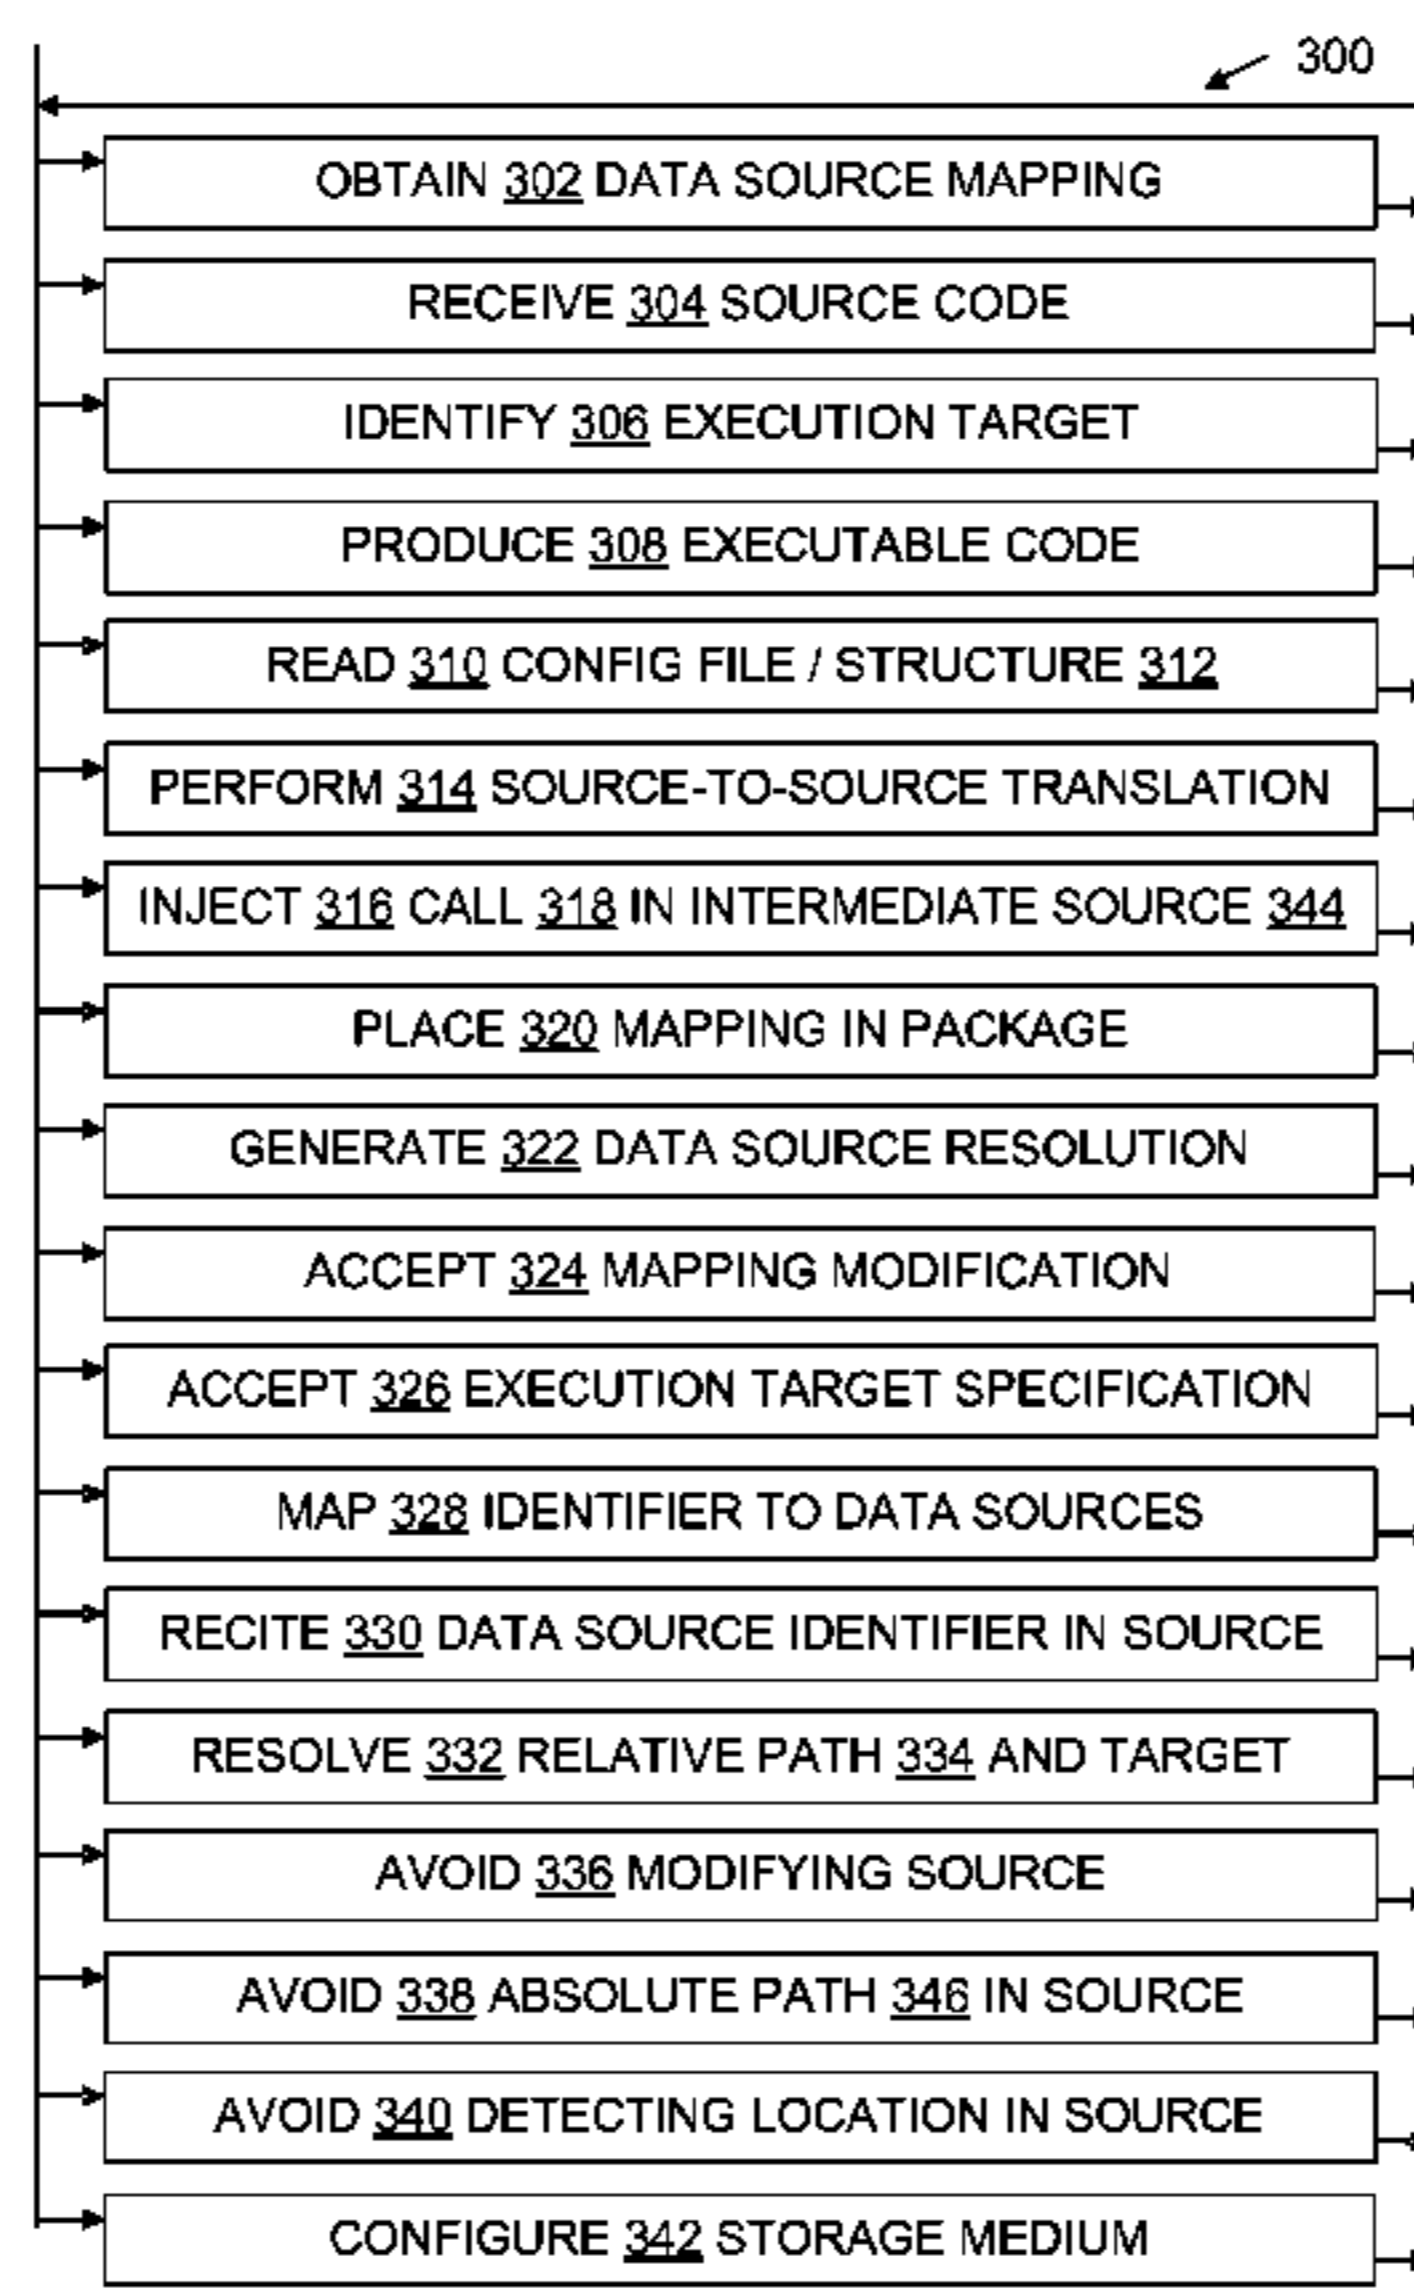 300
OBTAIN 302 DATA SOURCE MAPPING
RECEIVE 304 SOURCE CODE
IDENTIFY 306 EXECUTION TARGET
PRODUCE 308 EXECUTABLE CODE
READ 310 CONFIG FILE / STRUCTURE 312
PERFORM 314 SOURCE-TO-SOURCE TRANSLATION
INJECT 316 CALL 318 IN INTERMEDIATE SOURCE 344
PLACE 320 MAPPING IN PACKAGE
GENERATE 322 DATA SOURCE RESOLUTION
ACCEPT 324 MAPPING MODIFICATION
ACCEPT 326 EXECUTION TARGET SPECIFICATION
MAP 328 IDENTIFIER TO DATA SOURCES
RECITE 330 DATA SOURCE IDENTIFIER IN SOURCE
RESOLVE 332 RELATIVE PATH 334 AND TARGET
AVOID 336 MODIFYING SOURCE
AVOID 338 ABSOLUTE PATH 346 IN SOURCE
AVOID 340 DETECTING LOCATION IN SOURCE
CONFIGURE 342 STORAGE MEDIUM